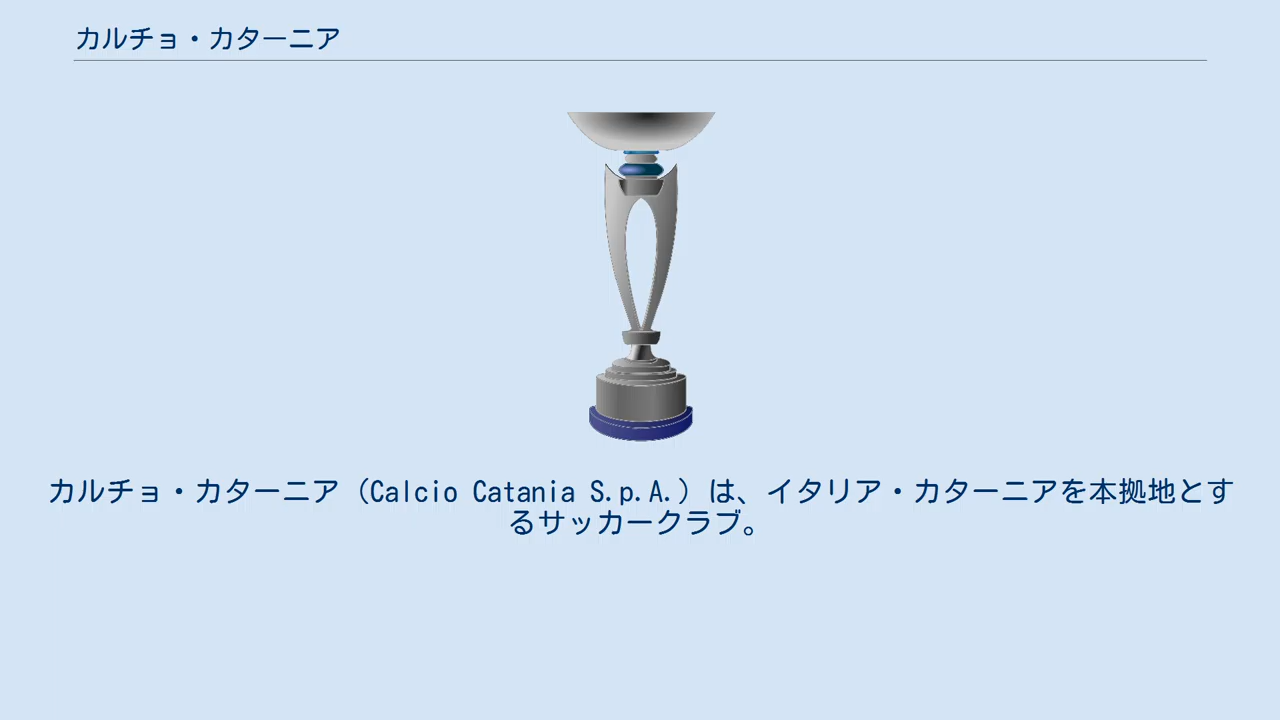 カルチョ・カターニア
カルチョ・カターニア（Calcio Catania S.p.A.）は、イタリア・カターニアを本拠地とす
るサッカークラブ。